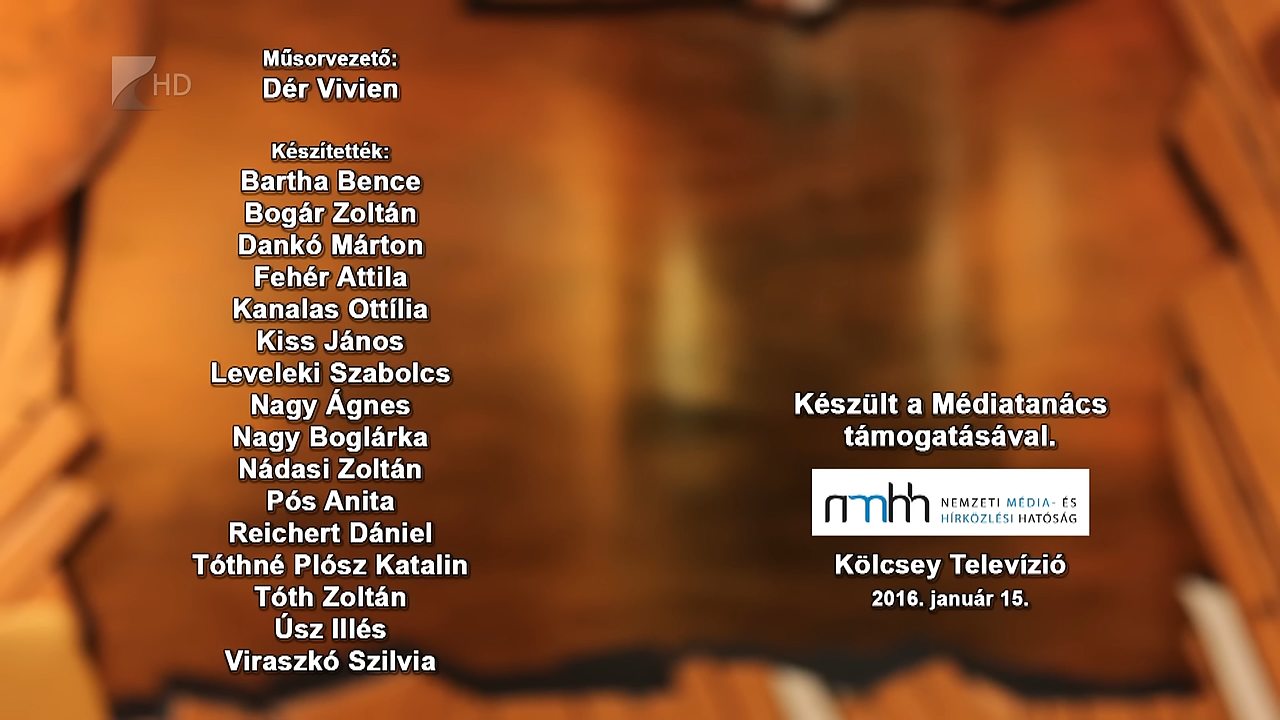 HD
Műsorvezető:
Dér Vivien
Készítették:
Bartha Bence
Bogár Zoltán
Dankó Márton
Fehér Attila
Kanalas Ottília
Kiss János
Leveleki Szabolcs
Nagy Ágnes
Nagy Boglárka
Nádasi Zoltán
Pós Anita
Reichert Dániel
Tóthné Plósz Katalin
Tóth Zoltán
Úsz Illés
Viraszkó Szilvia
Készült a Médiatanács
támogatásával.
nmhh
NEMZETI MÉDIA- ÉS
HÍRKÖZLÉSI HATÓSÁG
Kölcsey Televízió
2016. január 15.